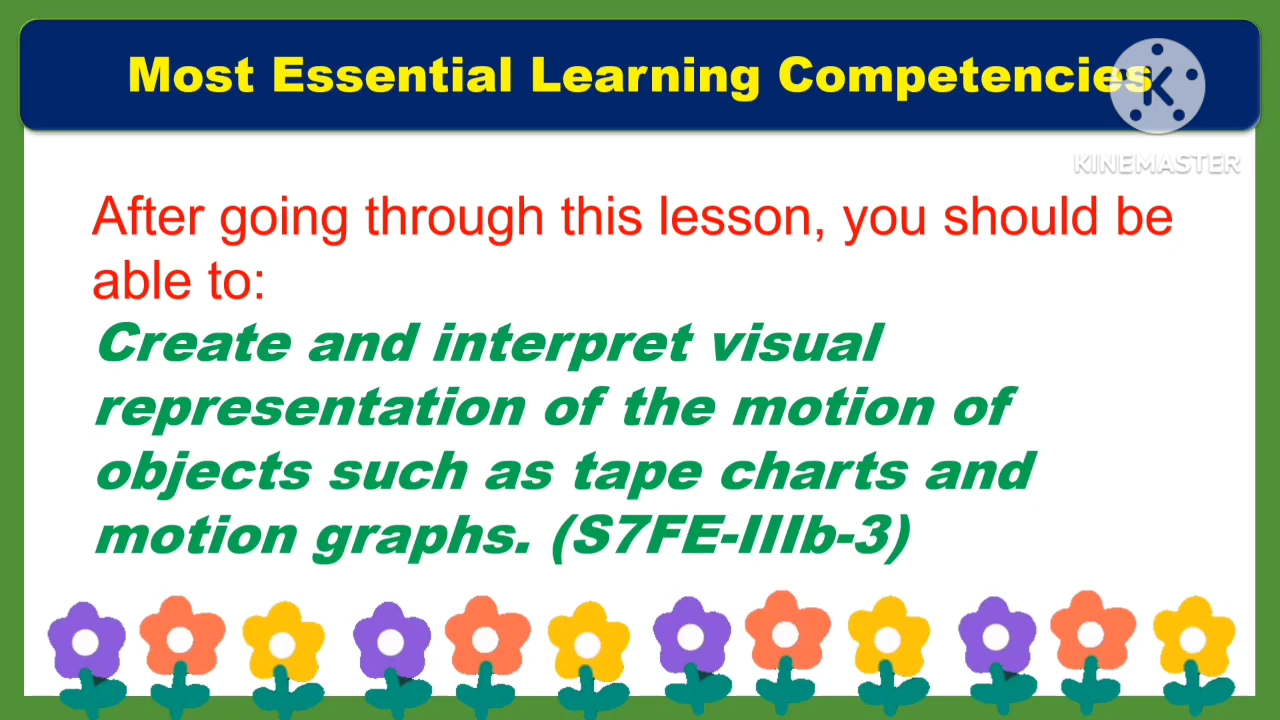 Most Essential Learning Competencies
K
KINEMASTER
After going through this lesson, you should be
able to:
Create and interpret visual
representation of the motion of
objects such as tape charts and
motion graphs. (S7FE-IIIb-3)